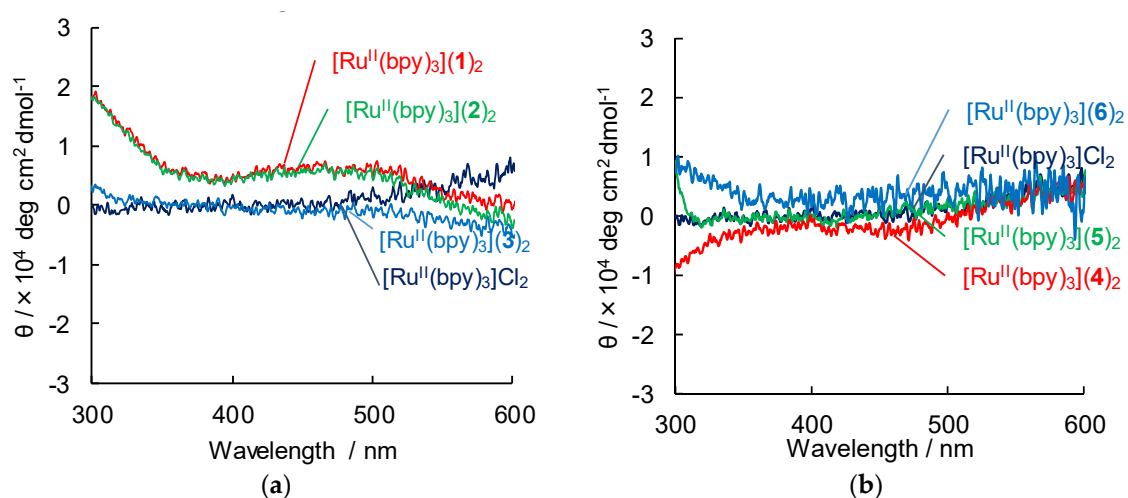 3
2
1
0
-1
-2
-3
θ / × 10⁴ deg cm² dmol⁻¹
[Ruᴵᴵ(bpy)₃](1)₂
[Ruᴵᴵ(bpy)₃](2)₂
[Ruᴵᴵ(bpy)₃](3)₂
[Ruᴵᴵ(bpy)₃]Cl₂
300 400 500 600
Wavelength / nm
(a)
3
2
1
0
-1
-2
-3
θ / × 10⁴ deg cm² dmol⁻¹
[Ruᴵᴵ(bpy)₃](6)₂
[Ruᴵᴵ(bpy)₃]Cl₂
[Ruᴵᴵ(bpy)₃](5)₂
[Ruᴵᴵ(bpy)₃](4)₂
300 400 500 600
Wavelength / nm
(b)